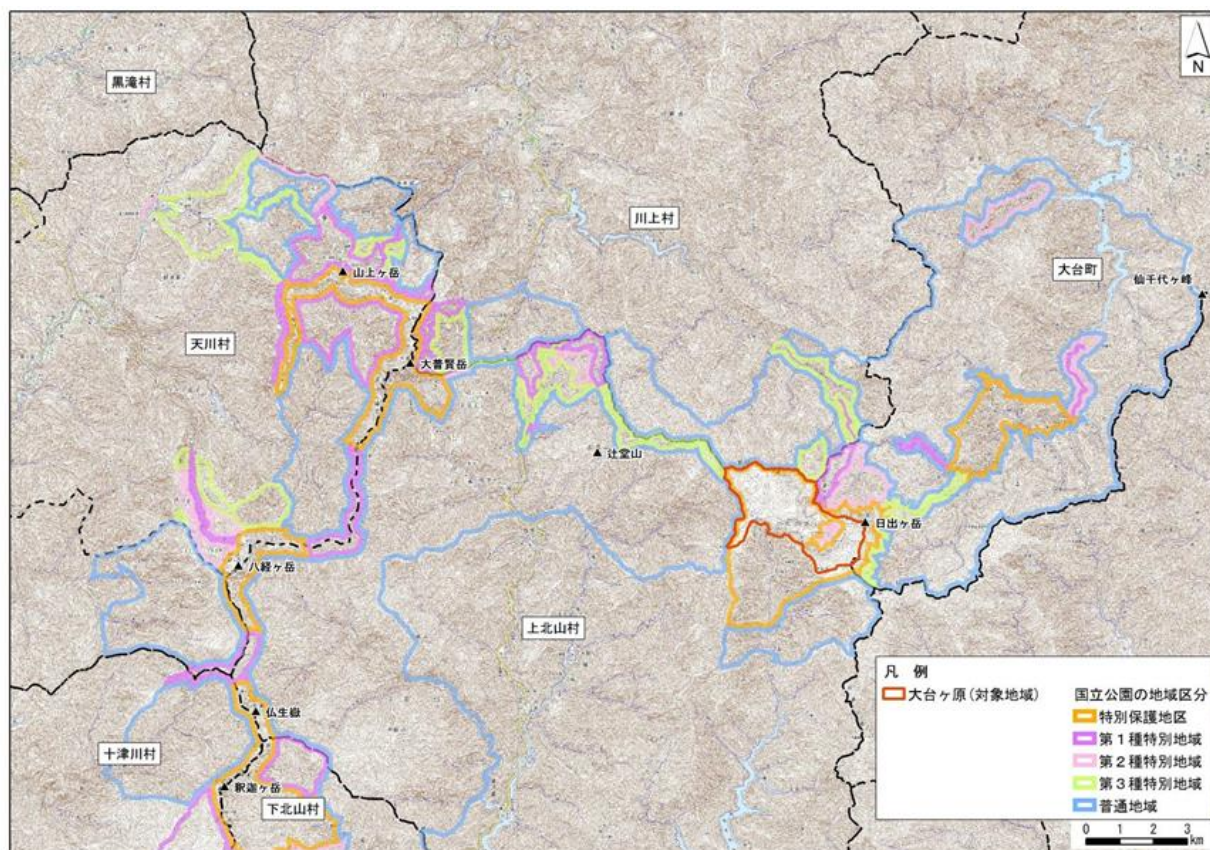 N
黒滝村
川上村
山上ヶ岳
大台町
仙千代ヶ峰
天川村
大普賢岳
辻堂山
日出ヶ岳
八経ヶ岳
上北山村
仏生嶽
十津川村
釈迦ヶ岳
下北山村
凡 例
大台ヶ原(対象地域)
国立公園の地域区分
特別保護地区
第1種特別地域
第2種特別地域
第3種特別地域
普通地域
0 1 2 3
km